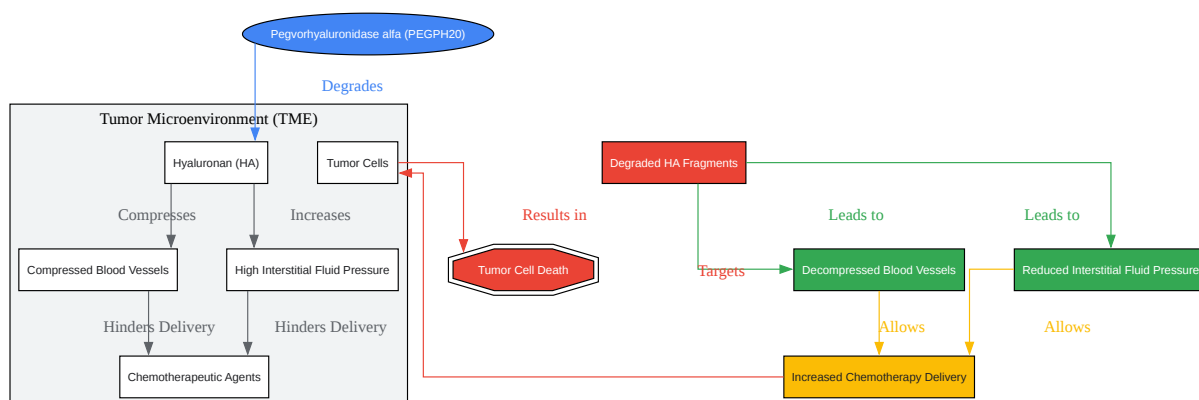 Pegvorhyaluronidase alfa (PEGPH20)
Degrades
Tumor Microenvironment (TME)
Hyaluronan (HA)
Tumor Cells
Degraded HA Fragments
Compresses
Increases
Results in
Leads to
Leads to
Compressed Blood Vessels
High Interstitial Fluid Pressure
Tumor Cell Death
Targets
Decompressed Blood Vessels
Reduced Interstitial Fluid Pressure
Hinders Delivery
Hinders Delivery
Allows
Allows
Chemotherapeutic Agents
Increased Chemotherapy Delivery